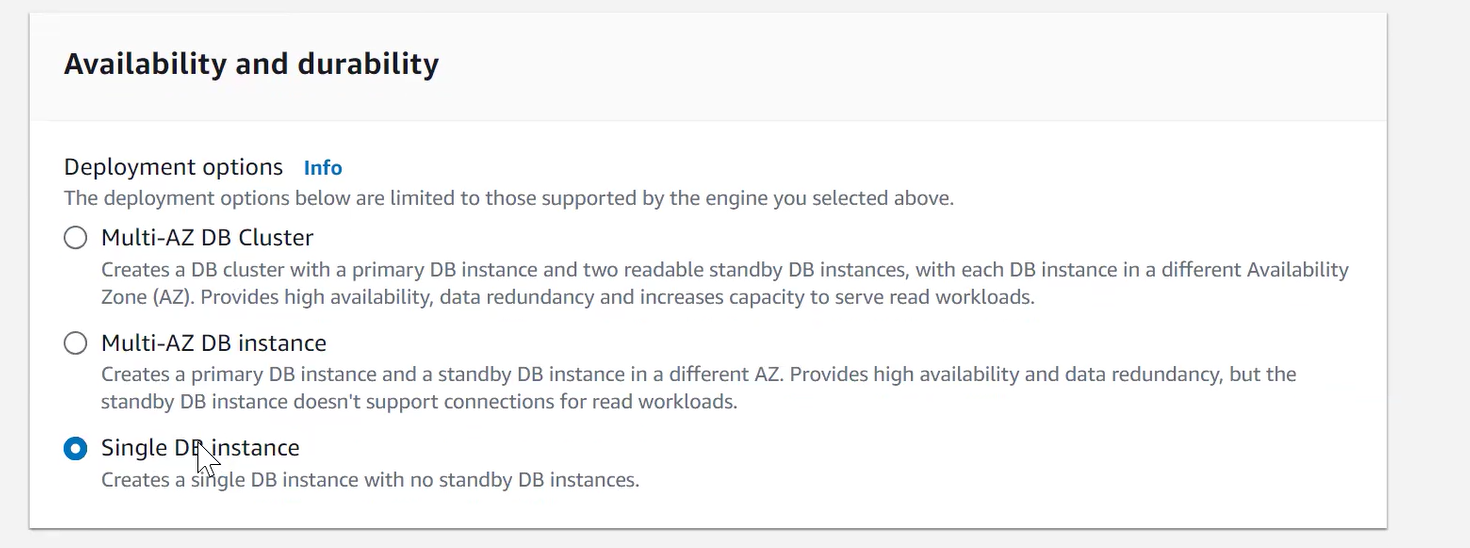 Availability and durability
Deployment options Info
The deployment options below are limited to those supported by the engine you selected above.
Multi-AZ DB Cluster
Creates a DB cluster with a primary DB instance and two readable standby DB instances, with each DB instance in a different Availability
Zone (AZ). Provides high availability, data redundancy and increases capacity to serve read workloads.
Multi-AZ DB instance
Creates a primary DB instance and a standby DB instance in a different AZ. Provides high availability and data redundancy, but the
standby DB instance doesn't support connections for read workloads.
Single DB instance
Creates a single DB instance with no standby DB instances.